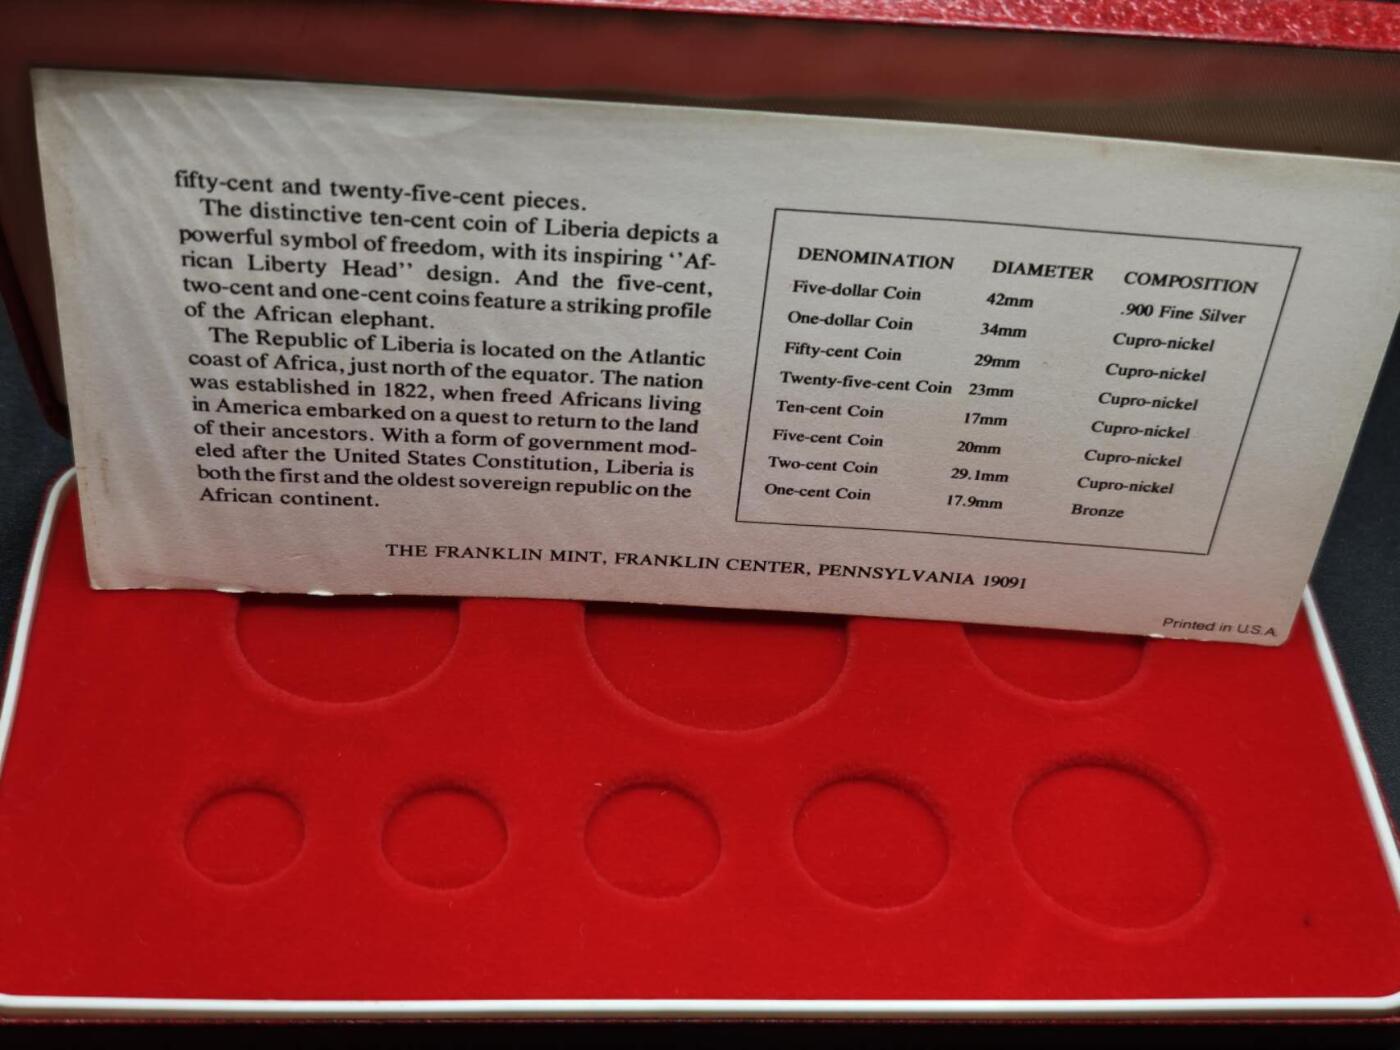 fifty-cent and twenty-five-cent pieces.
The distinctive ten-cent coin of Liberia depicts a
powerful symbol of freedom, with its inspiring ‘‘Af-
rican Liberty Head’’ design. And the five-cent,
two-cent and one-cent coins feature a striking profile
of the African elephant.
The Republic of Liberia is located on the Atlantic
coast of Africa, just north of the equator. The nation
was established in 1822, when freed Africans living
in America embarked on a quest to return to the land
of their ancestors. With a form of government mod-
eled after the United States Constitution, Liberia is
both the first and the oldest sovereign republic on the
African continent.
DENOMINATION DIAMETER COMPOSITION
Five-dollar Coin 42mm .900 Fine Silver
One-dollar Coin 34mm Cupro-nickel
Fifty-cent Coin 29mm Cupro-nickel
Twenty-five-cent Coin 23mm Cupro-nickel
Ten-cent Coin 17mm Cupro-nickel
Five-cent Coin 20mm Cupro-nickel
Two-cent Coin 29.1mm Cupro-nickel
One-cent Coin 17.9mm Bronze
THE FRANKLIN MINT, FRANKLIN CENTER, PENNSYLVANIA 19091
Printed in U.S.A.